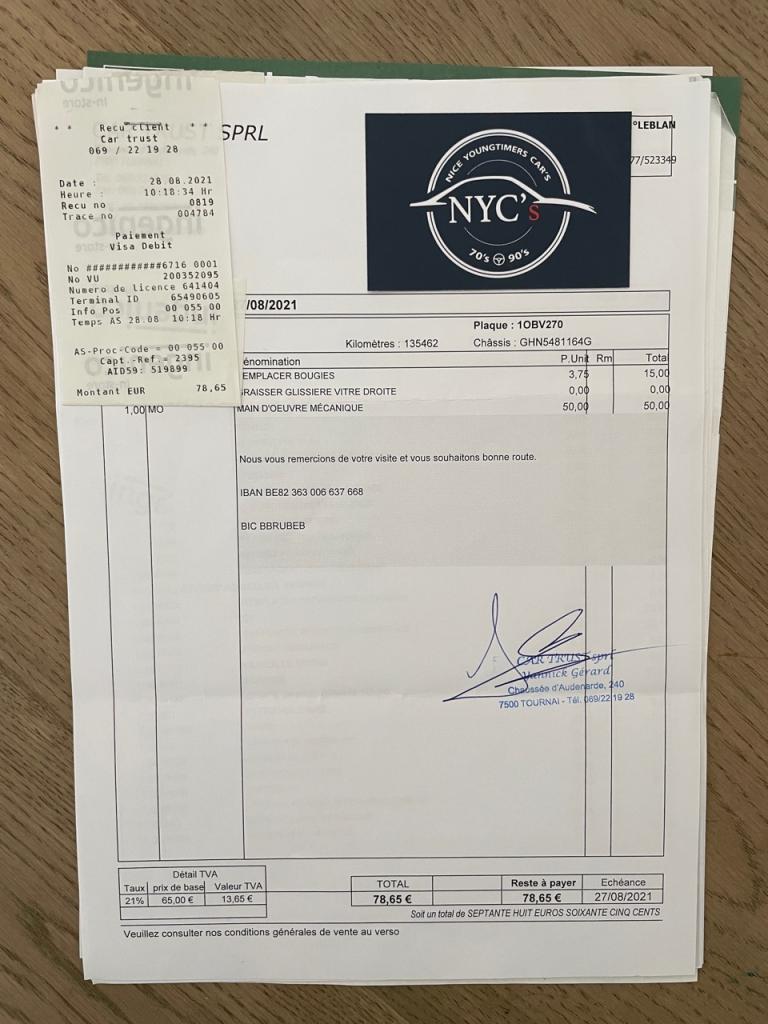 * * Recu client * *
Car trust
069 / 22 19 28
Date : 28.08.2021
Heure : 10:18:34 Hr
Recu no 0819
Trace no 004784
Paiement
Visa Debit
No ############6716 0001
No VU 200352095
Numero de licence 641404
Terminal ID 65490605
Info Pos 00 055 00
Temps AS 28.08 10:18 Hr
AS-Proc-Code = 00 055 00
Capt.-Ref.= 2395
AID59: 519899
Montant EUR 78,65
SPRL
NICE YOUNGTIMERS CAR'S
NYC's
70's 90's
°LEBLAN
77/523349
/08/2021
Plaque : 1OBV270
Kilomètres : 135462 Châssis : GHN5481164G
énomination P.Unit Rm Total
EMPLACER BOUGIES 3,75 15,00
GRAISSER GLISSIERE VITRE DROITE 0,00 0,00
1,00 MO MAIN D'OEUVRE MÉCANIQUE 50,00 50,00
Nous vous remercions de votre visite et vous souhaitons bonne route.
IBAN BE82 363 006 637 668
BIC BBRUBEB
CAR TRUST sprl
Yannick Gérard
Chaussée d'Audenarde, 240
7500 TOURNAI - Tél. 069/22 19 28
Détail TVA
Taux prix de base Valeur TVA
21% 65,00 € 13,65 €
TOTAL Reste à payer Echéance
78,65 € 78,65 € 27/08/2021
Soit un total de SEPTANTE HUIT EUROS SOIXANTE CINQ CENTS
Veuillez consulter nos conditions générales de vente au verso